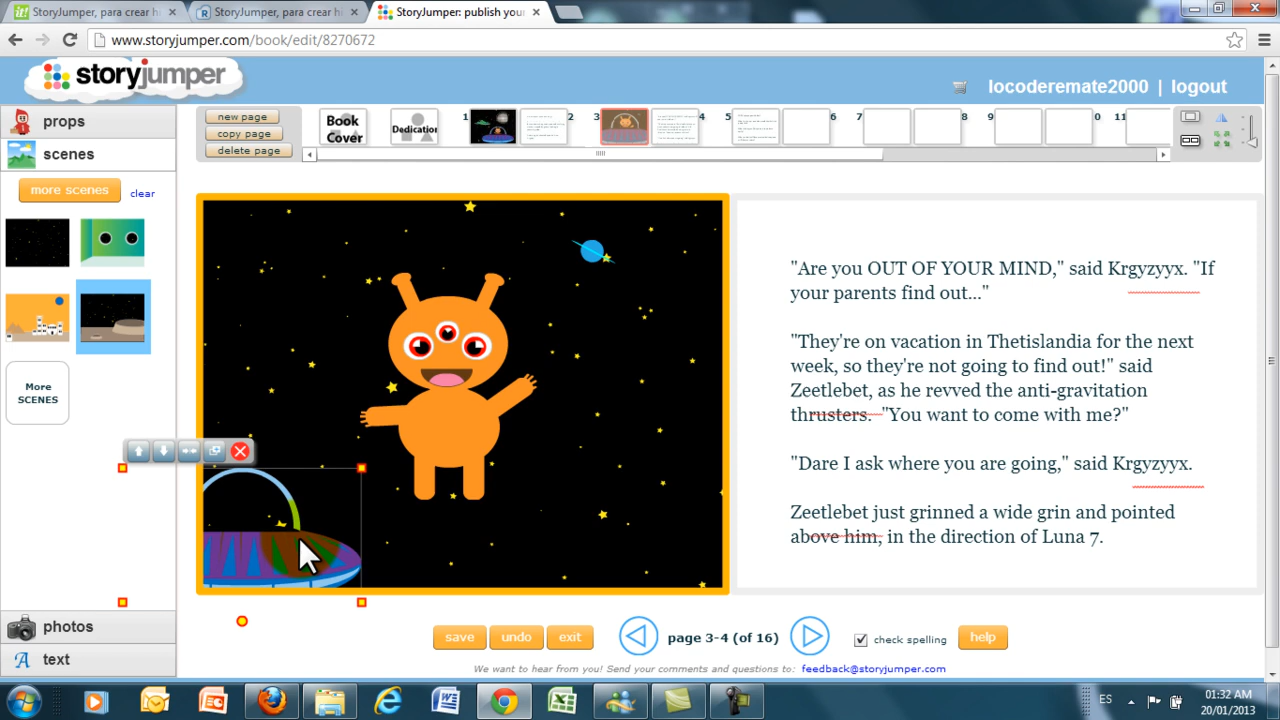 StoryJumper, para crear h
StoryJumper, para crear h
StoryJumper: publish your
www.storyjumper.com/book/edit/8270672
storyjumper
locoderemate2000 | logout
props
scenes
more scenes
clear
More
SCENES
photos
text
new page
copy page
delete page
Book
Cover
Dedication
1
2
3
4
5
6
7
8
9
0
11
"Are you OUT OF YOUR MIND," said Krgyzyyx. "If
your parents find out..."
"They're on vacation in Thetislandia for the next
week, so they're not going to find out!" said
Zeetlebet, as he revved the anti-gravitation
thrusters. "You want to come with me?"
"Dare I ask where you are going," said Krgyzyyx.
Zeetlebet just grinned a wide grin and pointed
above him, in the direction of Luna 7.
save
undo
exit
page 3-4 (of 16)
check spelling
help
We want to hear from you! Send your comments and questions to: feedback@storyjumper.com
ES
01:32 AM
20/01/2013